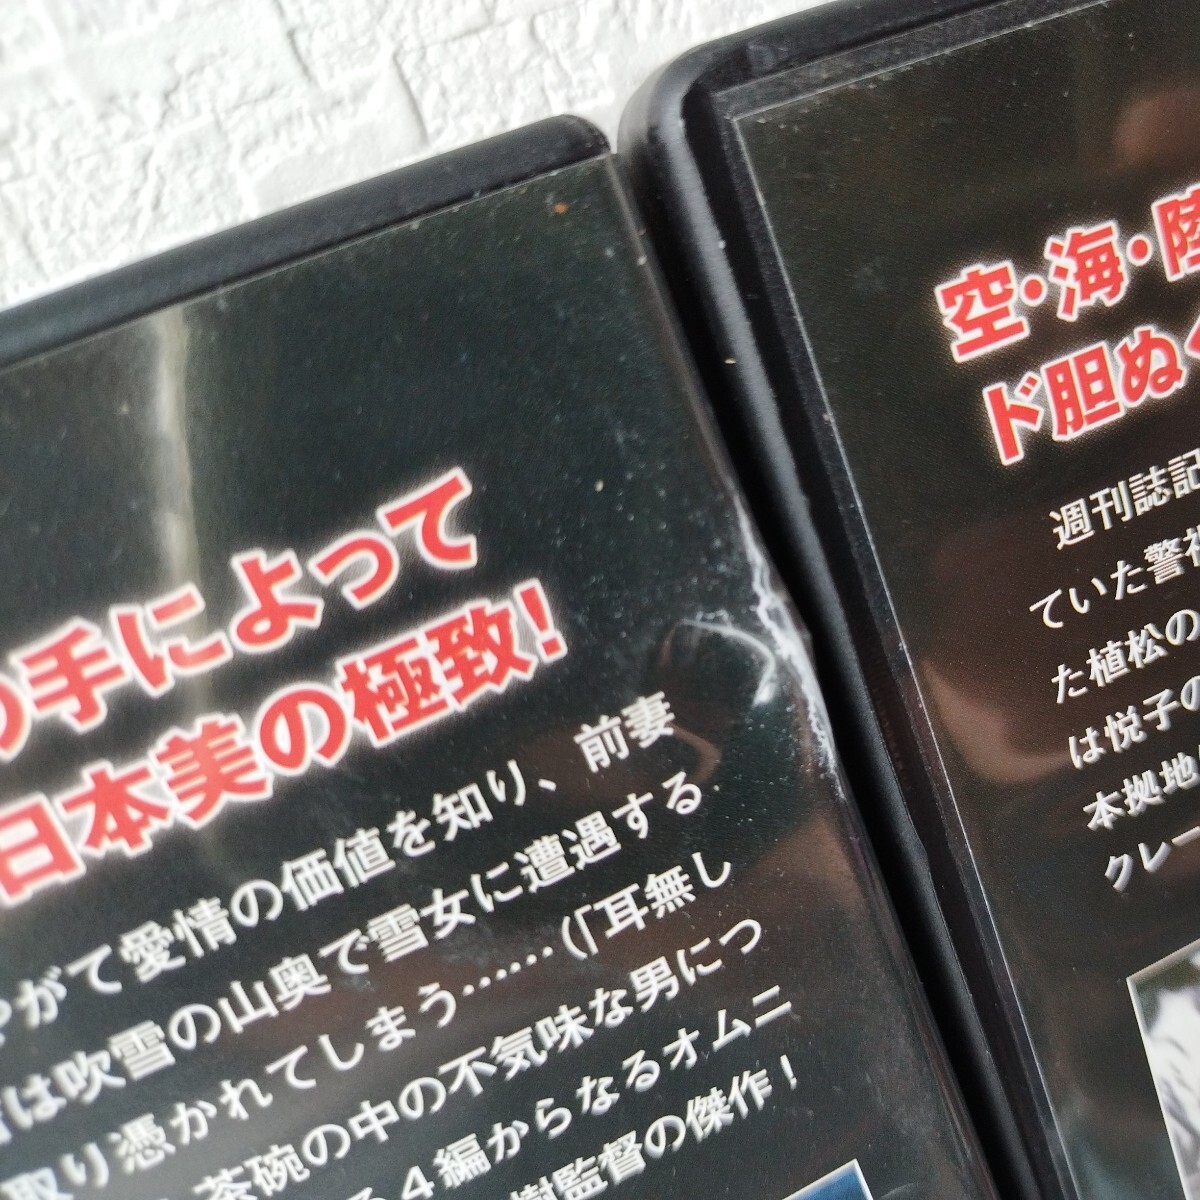 の手によって
日本美の極致!
やがて愛情の価値を知り、前妻
は吹雪の山奥で雪女に遭遇する
取り憑かれてしまう……(「耳無し
茶碗の中の不気味な男につ
る4編からなるオムニ
樹監督の傑作!
空・海・陸
ド胆ぬく
週刊誌記
ていた警視
た植松の
は悦子の
本拠地
クレー